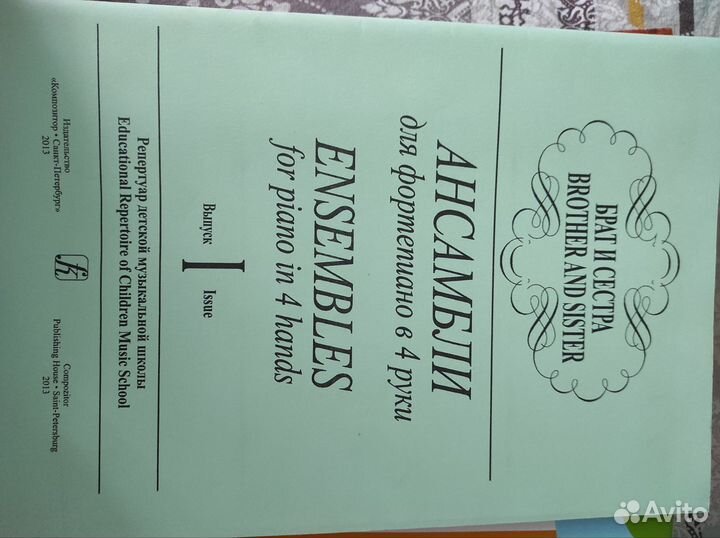 БРАТ И СЕСТРА
BROTHER AND SISTER
АНСАМБЛИ
для фортепиано в 4 руки
ENSEMBLES
for piano in 4 hands
Выпуск I Issue
Репертуар детской музыкальной школы
Educational Repertoire of Children Music School
Издательство
«Композитор • Санкт-Петербург»
2013
Compozitor
Publishing House • Saint-Petersburg
2013
Avito